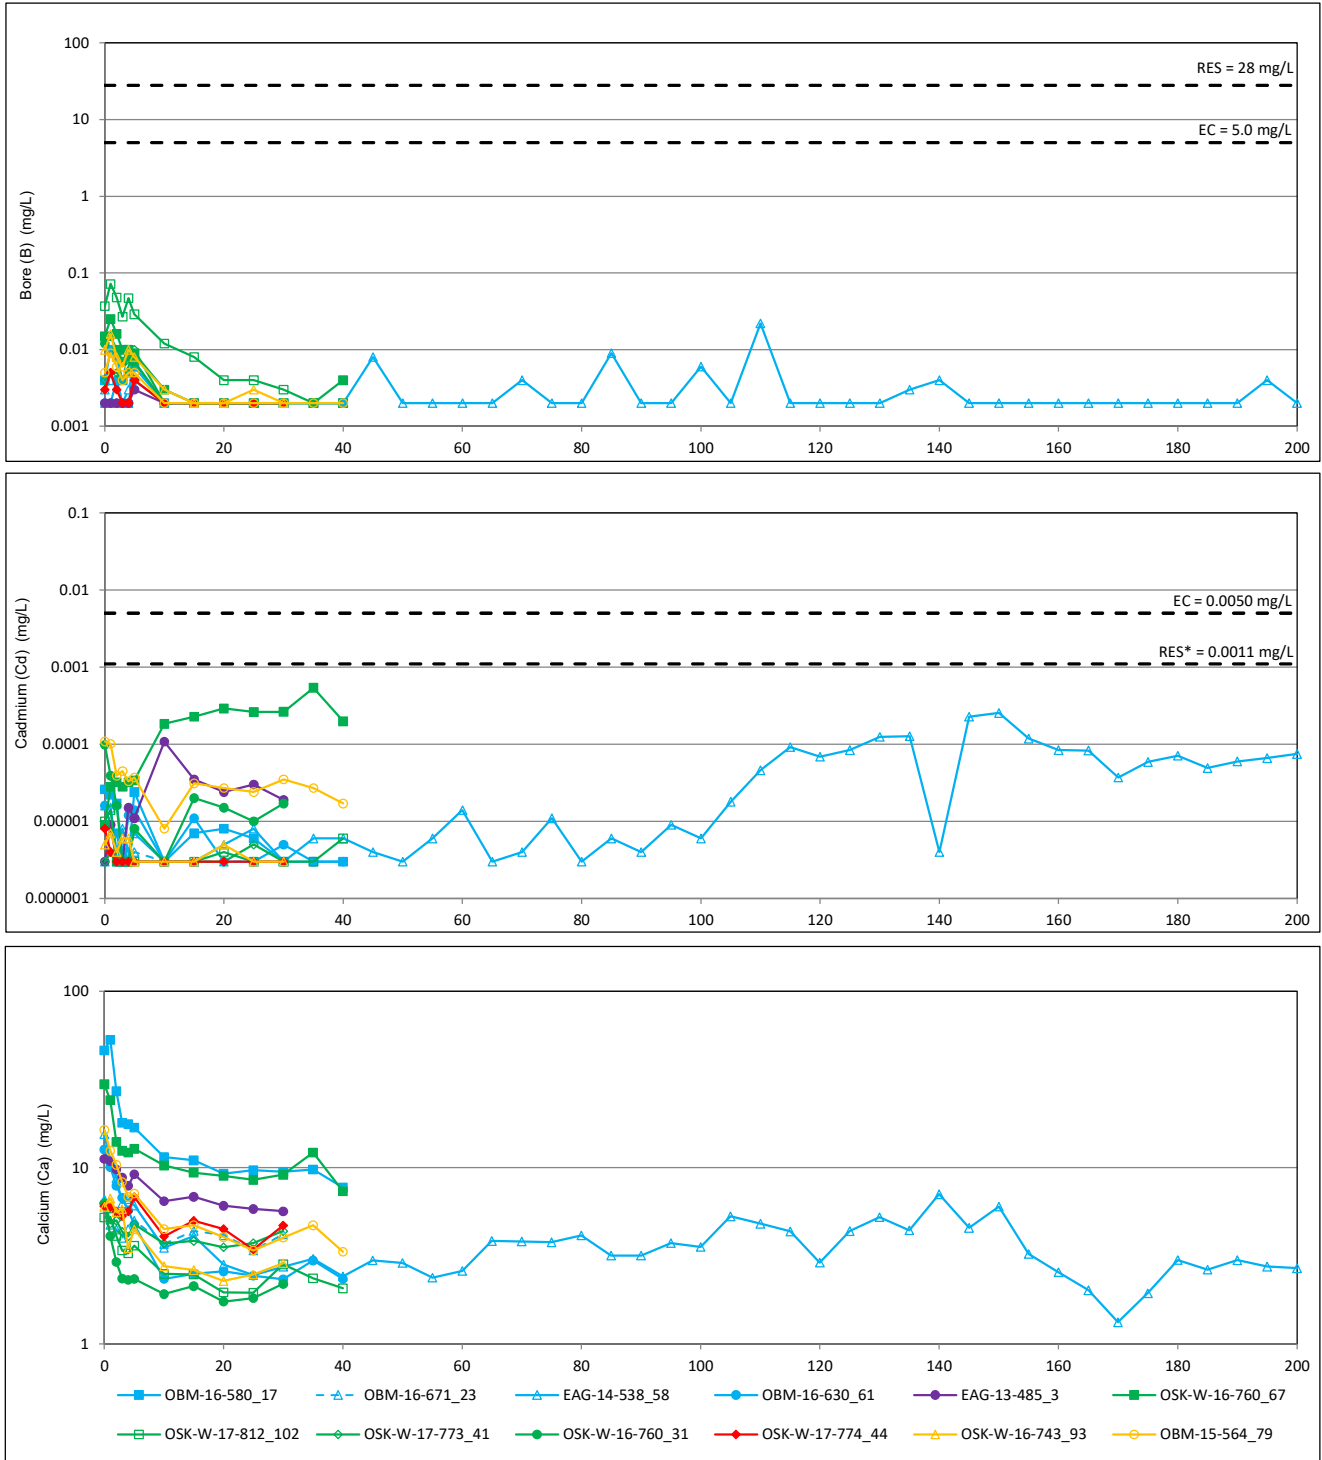 Bore (B) (mg/L)
100
10
1
0.1
0.01
0.001
RES = 28 mg/L
EC = 5.0 mg/L
0 20 40 60 80 100 120 140 160 180 200
Cadmium (Cd) (mg/L)
0.1
0.01
0.001
0.0001
0.00001
0.000001
EC = 0.0050 mg/L
RES* = 0.0011 mg/L
0 20 40 60 80 100 120 140 160 180 200
Calcium (Ca) (mg/L)
100
10
1
0 20 40 60 80 100 120 140 160 180 200
OBM-16-580_17 OBM-16-671_23 EAG-14-538_58 OBM-16-630_61 EAG-13-485_3 OSK-W-16-760_67
OSK-W-17-812_102 OSK-W-17-773_41 OSK-W-16-760_31 OSK-W-17-774_44 OSK-W-16-743_93 OBM-15-564_79